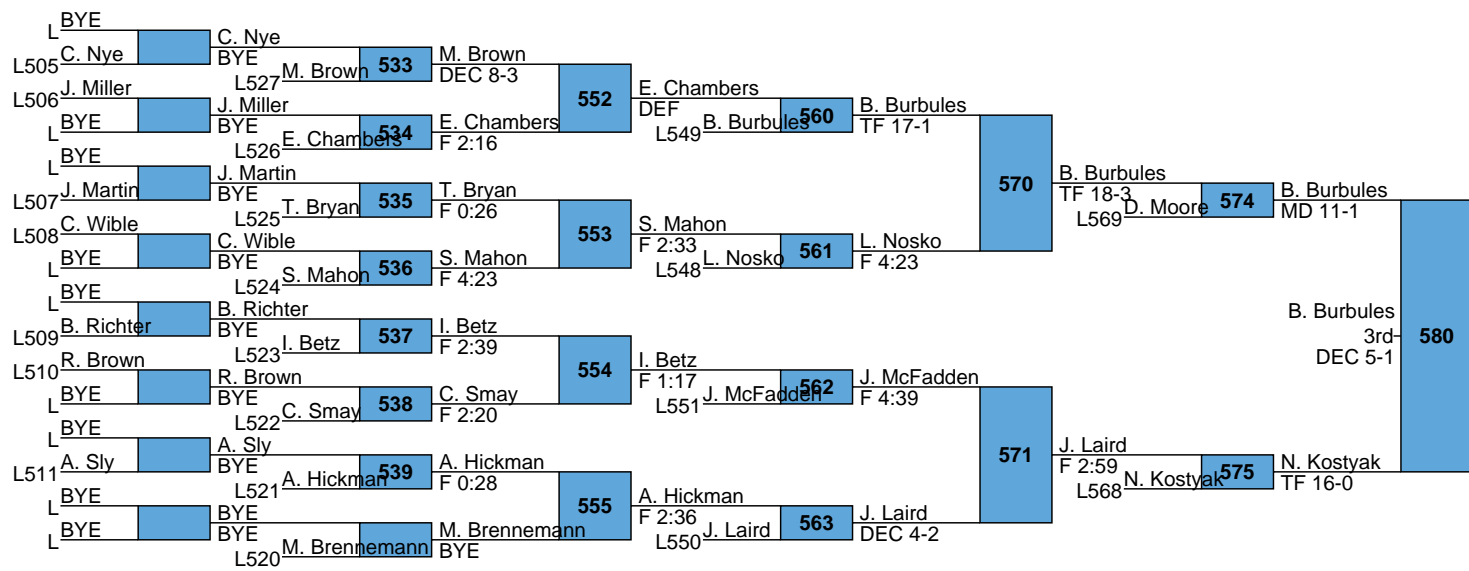 BYE
L
C. Nye
BYE
L505
C. Nye
L527
M. Brown
533
M. Brown
DEC 8-3
L506
J. Miller
J. Miller
BYE
L
BYE
L526
E. Chambers
534
E. Chambers
F 2:16
552
E. Chambers
DEF
L549
B. Burbules
560
B. Burbules
TF 17-1
L
BYE
J. Martin
BYE
L507
J. Martin
L525
T. Bryan
535
T. Bryan
F 0:26
L508
C. Wible
C. Wible
BYE
L
BYE
L524
S. Mahon
536
S. Mahon
F 4:23
553
S. Mahon
F 2:33
L548
L. Nosko
561
L. Nosko
F 4:23
570
B. Burbules
TF 18-3
L569
D. Moore
574
B. Burbules
MD 11-1
L
BYE
B. Richter
BYE
L509
B. Richter
L523
I. Betz
537
I. Betz
F 2:39
L510
R. Brown
R. Brown
BYE
L
BYE
L522
C. Smay
538
C. Smay
F 2:20
554
I. Betz
F 1:17
L551
J. McFadden
562
J. McFadden
F 4:39
L
BYE
A. Sly
BYE
L511
A. Sly
L521
A. Hickman
539
A. Hickman
F 0:28
L
BYE
BYE
BYE
L
BYE
L520
M. Brennemann
M. Brennemann
BYE
555
A. Hickman
F 2:36
L550
J. Laird
563
J. Laird
DEC 4-2
571
J. Laird
F 2:59
L568
N. Kostyak
575
N. Kostyak
TF 16-0
B. Burbules
3rd
DEC 5-1
580